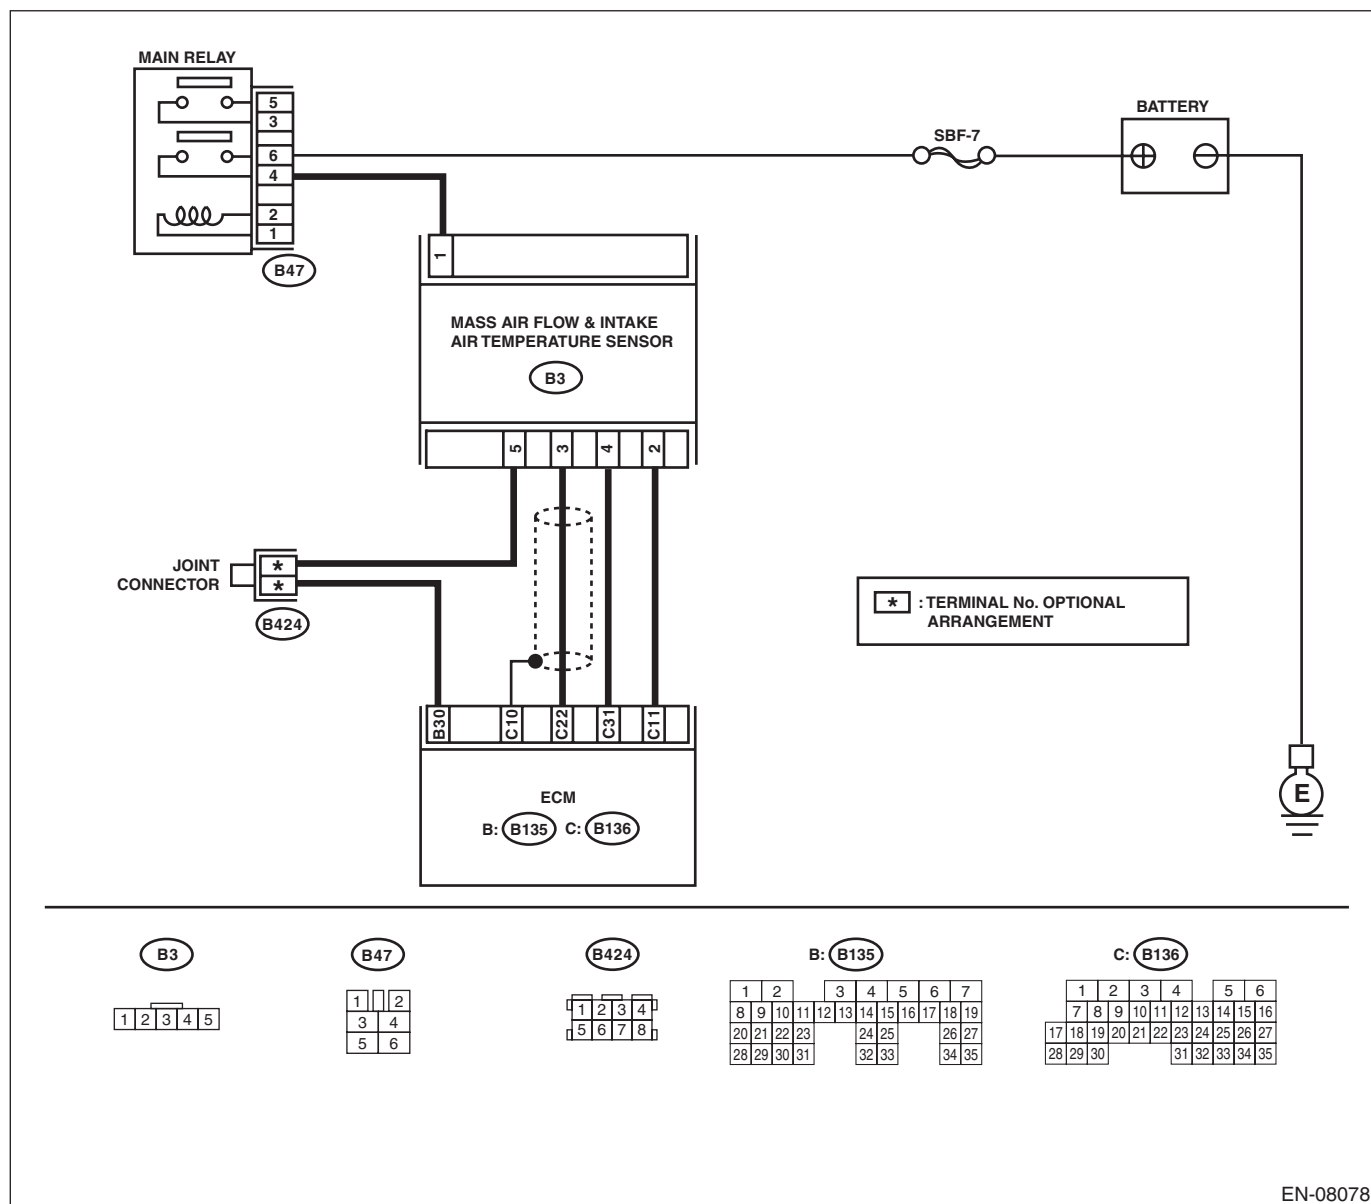 MAIN RELAY
5
3
6
4
2
1
B47
SBF-7
BATTERY
1
MASS AIR FLOW & INTAKE
AIR TEMPERATURE SENSOR
B3
5 3 4 2
JOINT
CONNECTOR
*
*
B424
* : TERMINAL No. OPTIONAL
ARRANGEMENT
B30 C10 C22 C31 C11
ECM
B: B135 C: B136
E
B3 B47 B424 B: B135 C: B136
1 2 3 4 5
1 2
3 4
5 6
1 2 3 4
5 6 7 8
1 2 3 4 5 6 7
8 9 10 11 12 13 14 15 16 17 18 19
20 21 22 23 24 25 26 27
28 29 30 31 32 33 34 35
1 2 3 4 5 6
7 8 9 10 11 12 13 14 15 16
17 18 19 20 21 22 23 24 25 26 27
28 29 30 31 32 33 34 35
EN-08078